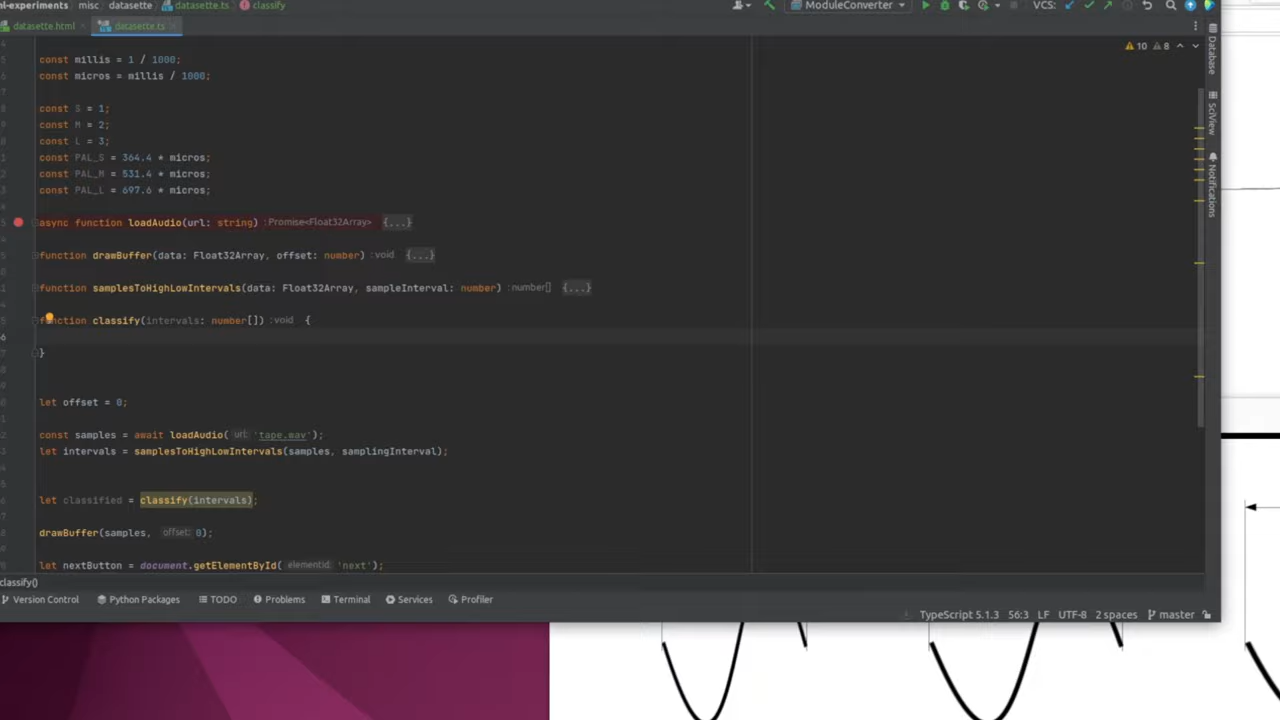 nl-experiments misc datasette datasette.ts classify
ModuleConverter VCS:
datasette.html datasette.ts
10 8
const millis = 1 / 1000;
const micros = millis / 1000;
const S = 1;
const M = 2;
const L = 3;
const PAL_S = 364.4 * micros;
const PAL_M = 531.4 * micros;
const PAL_L = 697.6 * micros;
async function loadAudio(url: string) : Promise<Float32Array> {...}
function drawBuffer(data: Float32Array, offset: number) : void {...}
function samplesToHighLowIntervals(data: Float32Array, sampleInterval: number) : number[] {...}
function classify(intervals: number[]) : void {
}
let offset = 0;
const samples = await loadAudio( url: 'tape.wav');
let intervals = samplesToHighLowIntervals(samples, samplingInterval);
let classified = classify(intervals);
drawBuffer(samples, offset: 0);
let nextButton = document.getElementById( elementId: 'next');
classify()
Version Control Python Packages TODO Problems Terminal Services Profiler
TypeScript 5.1.3 56:3 LF UTF-8 2 spaces master
Database
SciView
Notifications